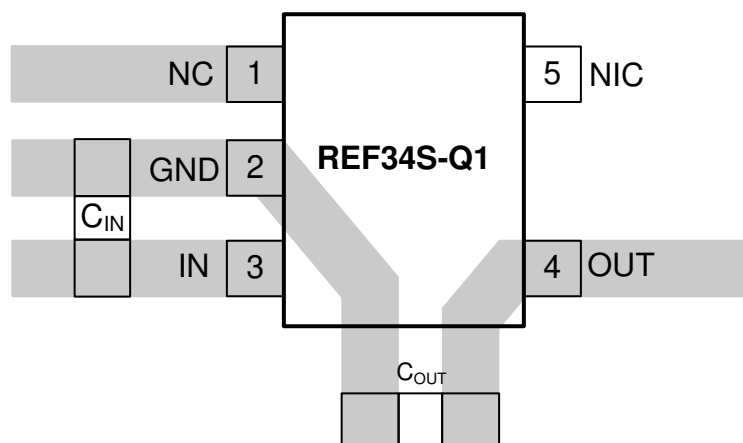 NC 1
5 NIC
REF34S-Q1
GND 2
CIN
IN 3
4 OUT
COUT